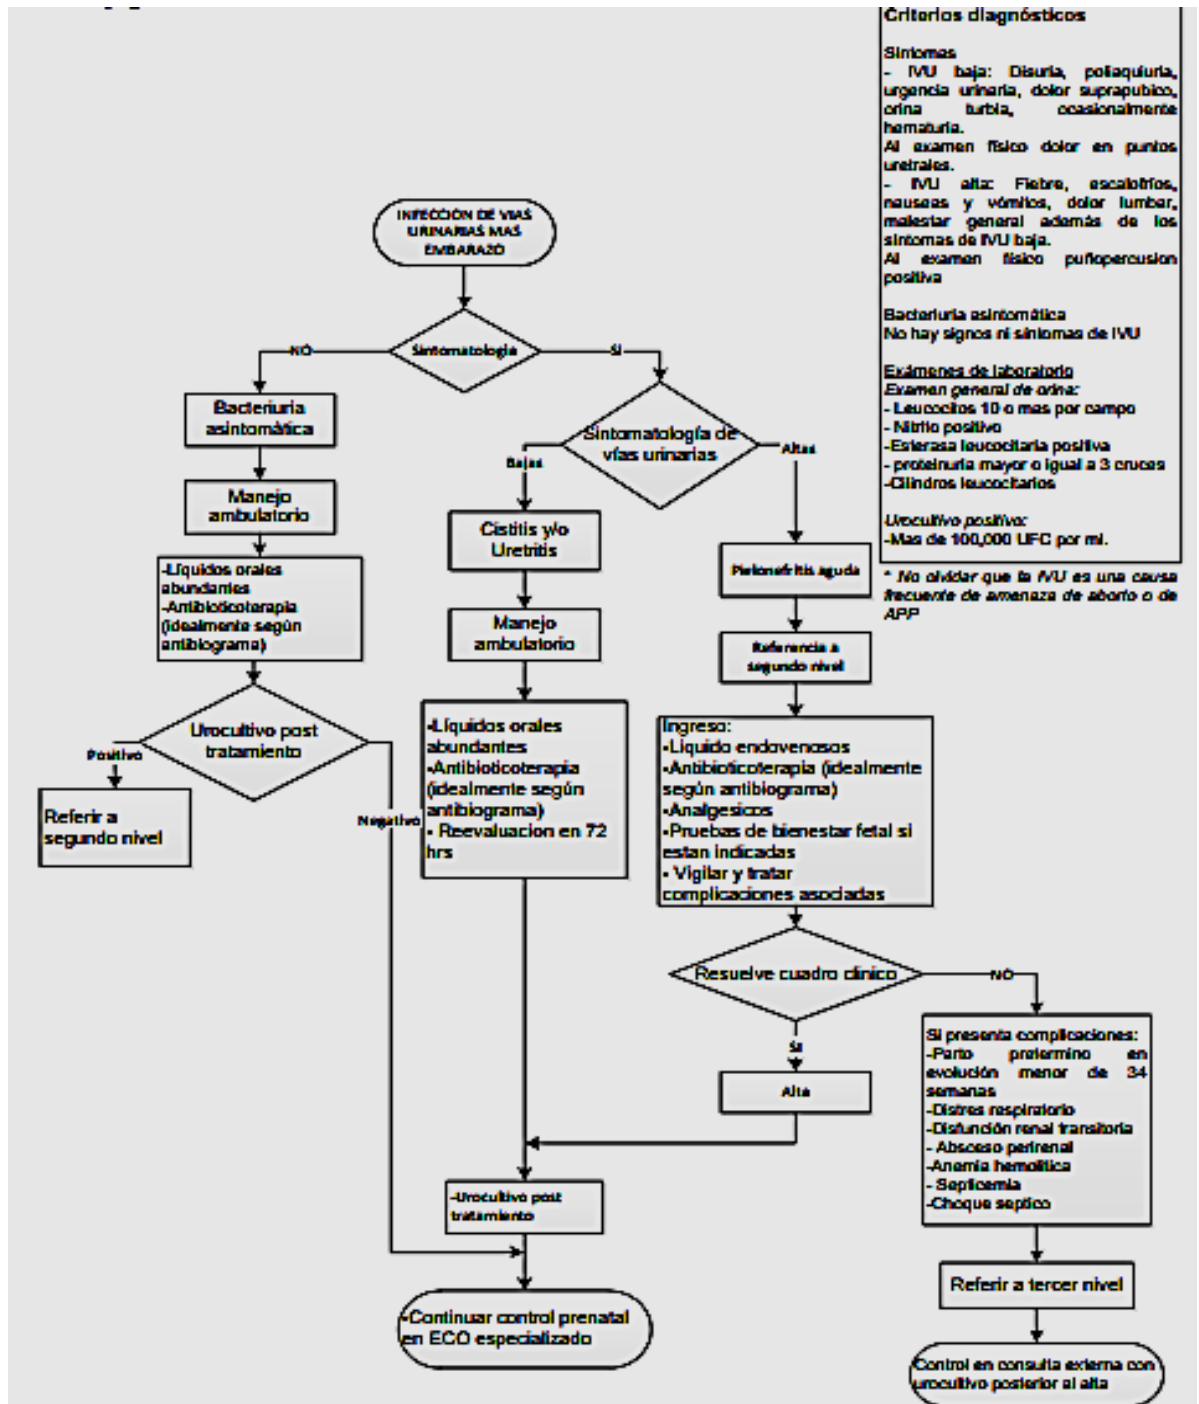 Criterios diagnósticos
Sintomas
- IVU baja: Disuria, poliaquiuria,
urgencia urinaria, dolor suprapubico,
orina turbia, ocasionalmente
hematuria.
Al examen físico dolor en puntos
uretrales.
- IVU alta: Fiebre, escalofríos,
nauseas y vómitos, dolor lumbar,
malestar general además de los
sintomas de IVU baja.
Al examen físico puñopercusion
positiva
Bacteriuria asintomática
No hay signos ni síntomas de IVU
Exámenes de laboratorio
Examen general de orina:
- Leucocitos 10 o mas por campo
- Nitrito positivo
-Esterasa leucocitaria positiva
- proteinuria mayor o igual a 3 cruces
-Cilindros leucocitarios
Urocultivo positivo:
-Mas de 100,000 UFC por ml.
* No olvidar que la IVU es una causa
frecuente de amenaza de aborto o de
APP
INFECCIÓN DE VIAS
URINARIAS MAS
EMBARAZO
Sintomatología
NO
SI
Bacteriuria
asintomática
Manejo
ambulatorio
-Líquidos orales
abundantes
-Antibioticoterapia
(idealmente según
antibiograma)
Urocultivo post
tratamiento
Positivo
Negativo
Referir a
segundo nivel
Sintomatología de
vías urinarias
Bajas
Altas
Cistitis y/o
Uretritis
Manejo
ambulatorio
-Líquidos orales
abundantes
-Antibioticoterapia
(idealmente según
antibiograma)
- Reevaluacion en 72
hrs
Pielonefritis aguda
Referencia a
segundo nivel
Ingreso:
-Liquido endovenosos
-Antibioticoterapia (idealmente
según antibiograma)
-Analgesicos
-Pruebas de bienestar fetal si
estan indicadas
- Vigilar y tratar
complicaciones asociadas
Resuelve cuadro clinico
NO
SI
Alta
Si presenta complicaciones:
-Parto pretermino en
evolución menor de 34
semanas
-Distres respiratorio
-Disfunción renal transitoria
- Absceso perirenal
-Anemia hemolitica
- Septicemia
-Choque septico
Referir a tercer nivel
Control en consulta externa con
urocultivo posterior al alta
-Urocultivo post
tratamiento
-Continuar control prenatal
en ECO especializado